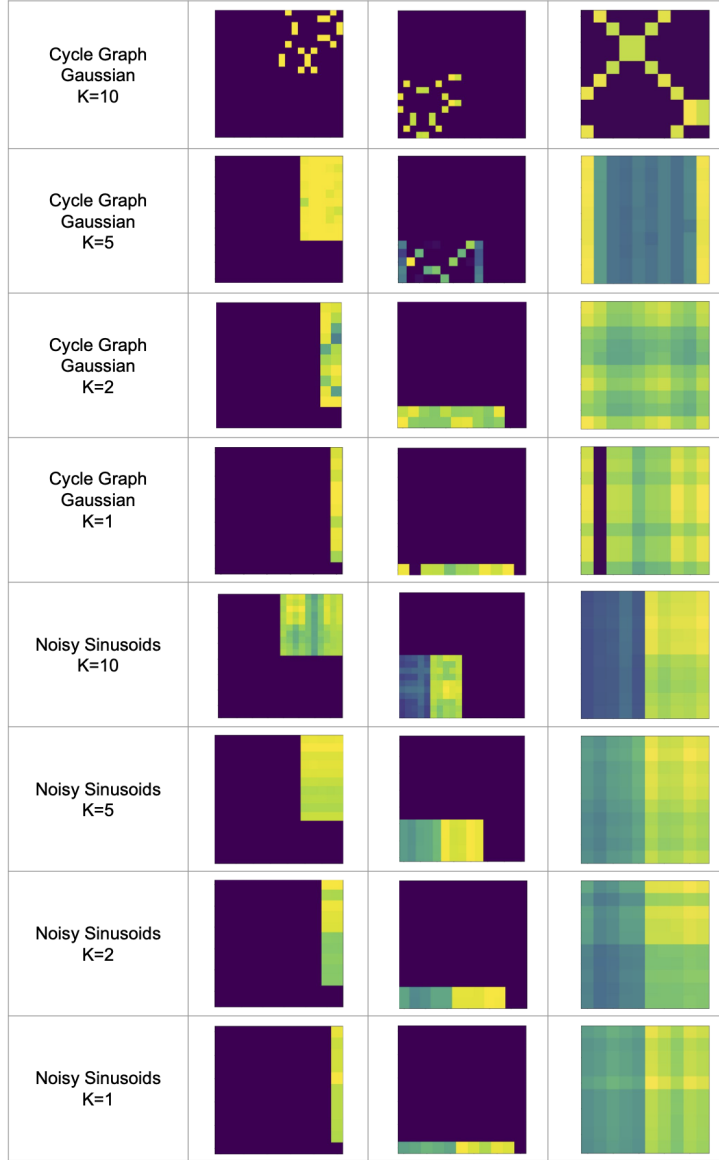 Cycle Graph
Gaussian
K=10
Cycle Graph
Gaussian
K=5
Cycle Graph
Gaussian
K=2
Cycle Graph
Gaussian
K=1
Noisy Sinusoids
K=10
Noisy Sinusoids
K=5
Noisy Sinusoids
K=2
Noisy Sinusoids
K=1